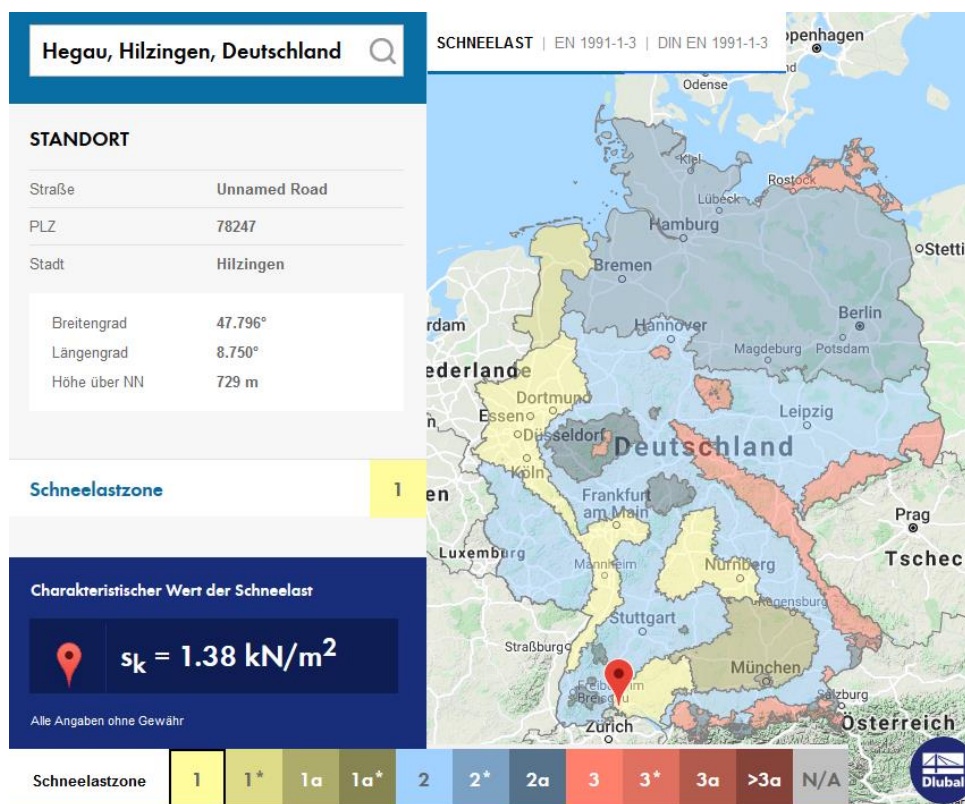 Hegau, Hilzingen, Deutschland
SCHNEELAST | EN 1991-1-3 | DIN EN 1991-1-3
STANDORT
Straße Unnamed Road
PLZ 78247
Stadt Hilzingen
Breitengrad 47.796°
Längengrad 8.750°
Höhe über NN 729 m
Schneelastzone 1
Charakteristischer Wert der Schneelast
sk = 1.38 kN/m²
Alle Angaben ohne Gewähr
Odense
Kiel
Rostock
Lübeck
Hamburg
Stetti
Bremen
Berlin
rdam
Hannover
Magdeburg
Potsdam
ederlande
Dortmund
Essen
Leipzig
Düsseldorf
Deutschland
Köln
en
Frankfurt
am Main
Prag
Luxemburg
Tschec
Mannheim
Nürnberg
Regensburg
Stuttgart
Straßburg
München
Salzburg
Zürich
Österreich
Schneelastzone 1 1* 1a 1a* 2 2* 2a 3 3* 3a >3a N/A
Dlubal